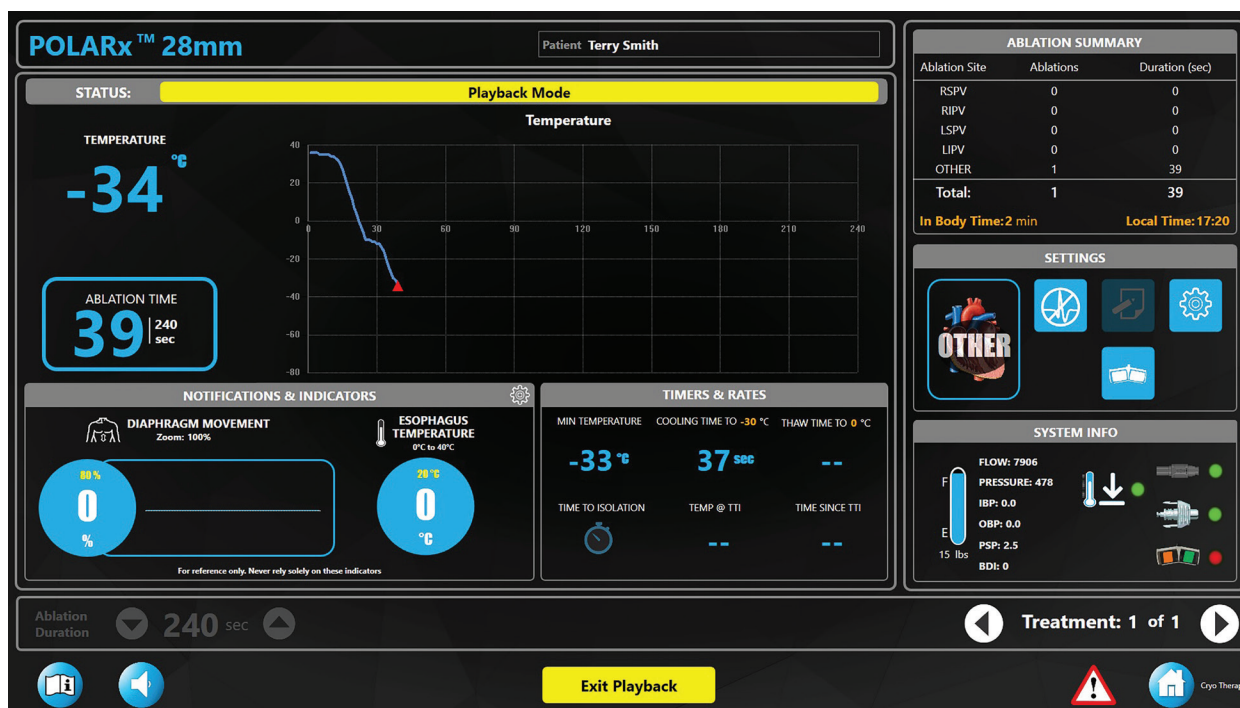 POLARx™ 28mm
Patient Terry Smith
STATUS: Playback Mode
TEMPERATURE
-34 °C
ABLATION TIME
39 240 sec
Temperature
40
20
0
-20
-40
-60
-80
0 30 60 90 120 150 180 210 240
NOTIFICATIONS & INDICATORS
DIAPHRAGM MOVEMENT
Zoom: 100%
60 %
0
%
ESOPHAGUS
TEMPERATURE
0°C to 40°C
20 °C
0
°C
For reference only. Never rely solely on these indicators
TIMERS & RATES
MIN TEMPERATURE COOLING TIME TO -30 °C THAW TIME TO 0 °C
-33 °C 37 sec --
TIME TO ISOLATION TEMP @ TTI TIME SINCE TTI
-- --
ABLATION SUMMARY
Ablation Site Ablations Duration (sec)
RSPV 0 0
RIPV 0 0
LSPV 0 0
LIPV 0 0
OTHER 1 39
Total: 1 39
In Body Time:2 min Local Time:17:20
SETTINGS
OTHER
SYSTEM INFO
F
E
15 lbs
FLOW: 7906
PRESSURE: 478
IBP: 0.0
OBP: 0.0
PSP: 2.5
BDI: 0
Ablation
Duration
240 sec
Treatment: 1 of 1
Exit Playback
Cryo Therap